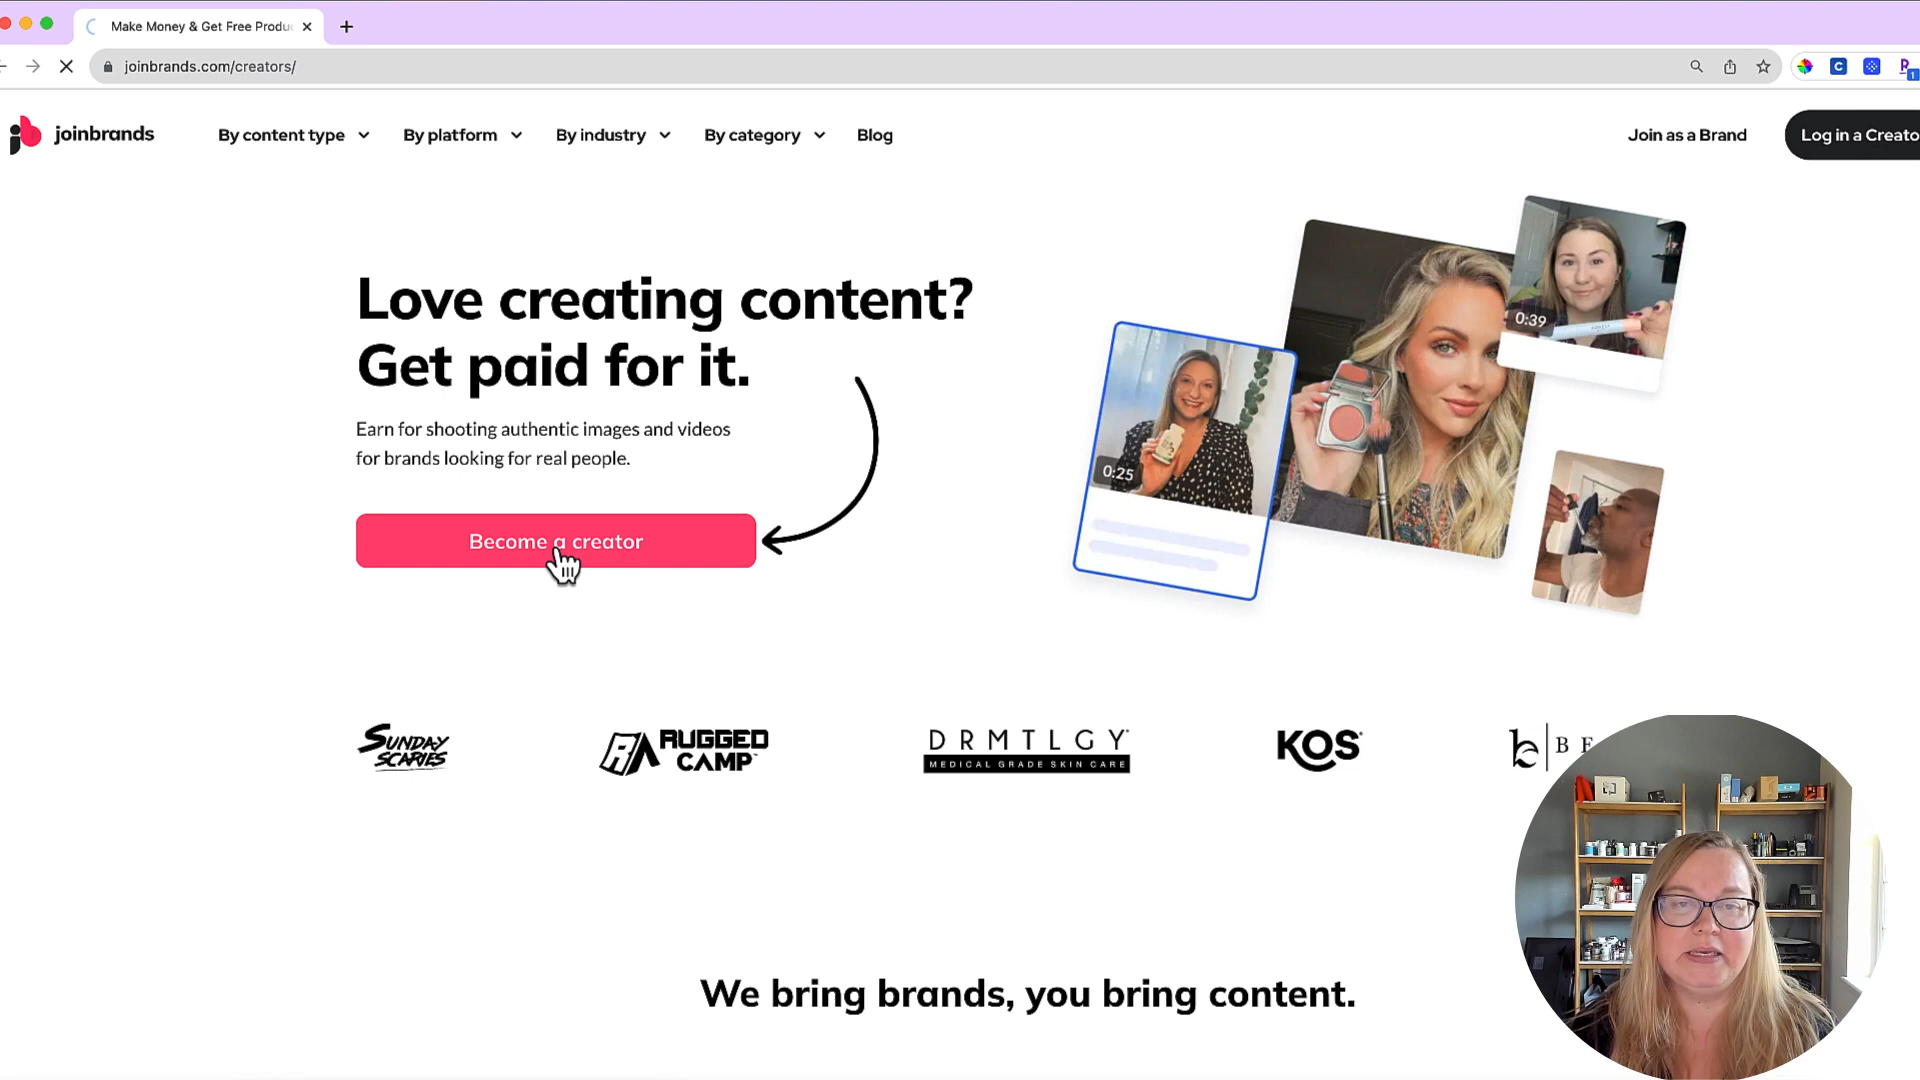 Make Money & Get Free Produ
joinbrands.com/creators/
C
R
1
jb joinbrands
By content type
By platform
By industry
By category
Blog
Join as a Brand
Log in a Creato
Love creating content?
Get paid for it.
Earn for shooting authentic images and videos
for brands looking for real people.
Become a creator
0:25
0:39
SUNDAY
SCARIES
RUGGED
CAMP
DRMTLGY
MEDICAL GRADE SKIN CARE
KOS
BE
We bring brands, you bring content.